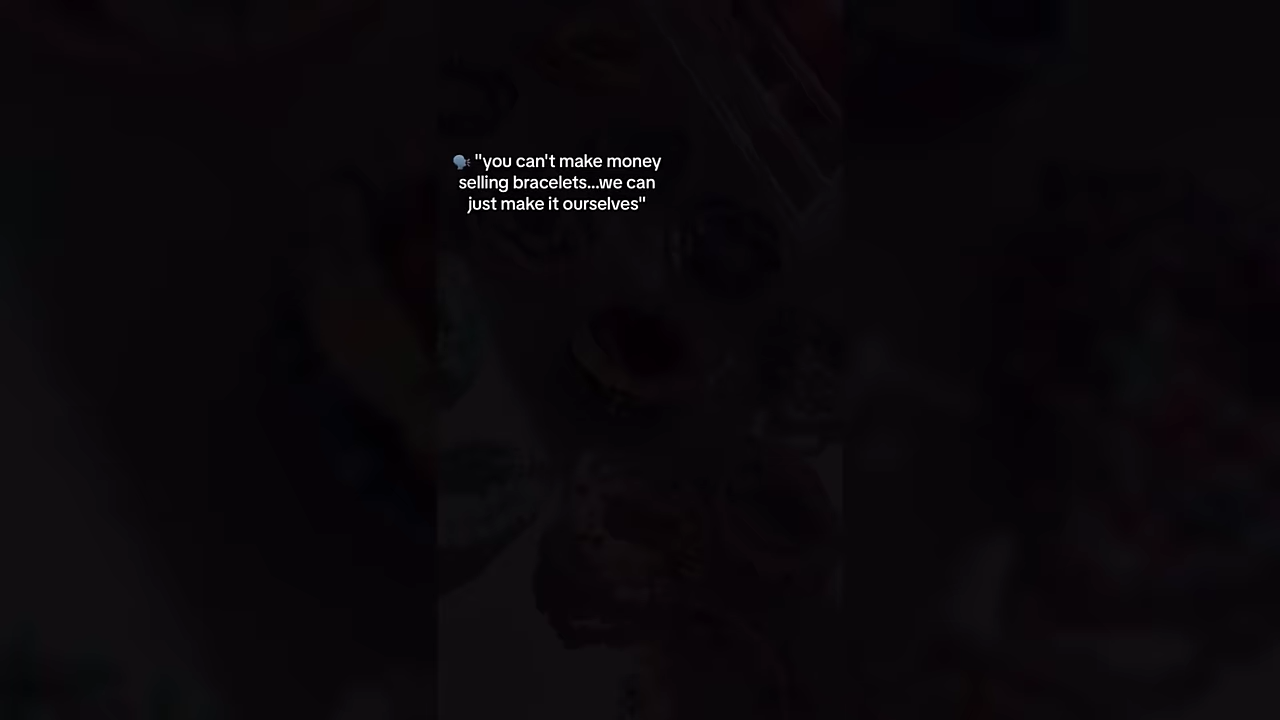 🗣️ "you can't make money
selling bracelets...we can
just make it ourselves"